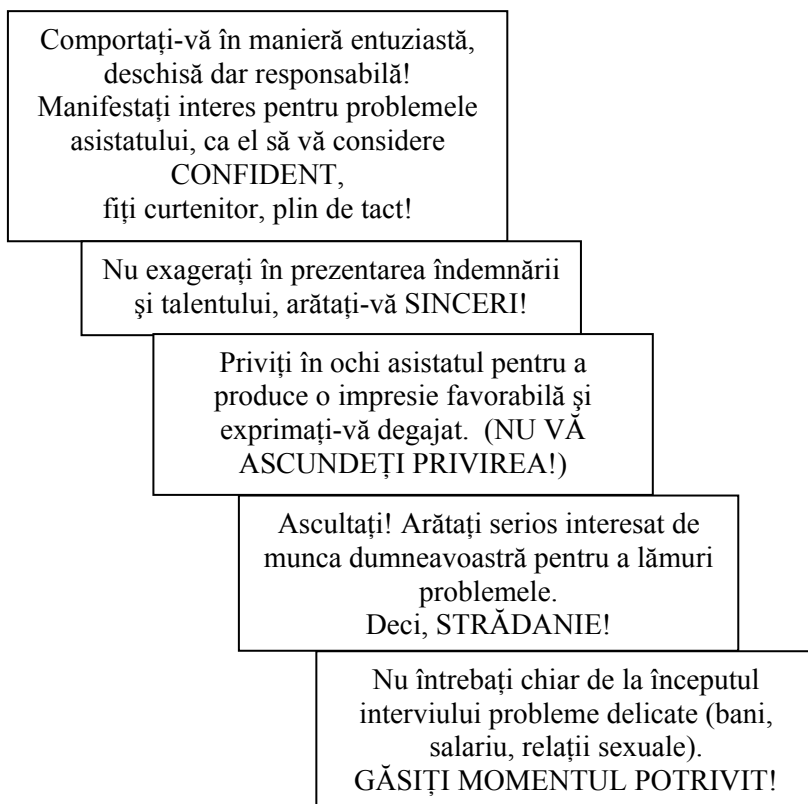 Comportați-vă în manieră entuziastă,
deschisă dar responsabilă!
Manifestați interes pentru problemele
asistatului, ca el să vă considere
CONFIDENT,
fiți curtenitor, plin de tact!
Nu exagerați în prezentarea îndemnării
şi talentului, arătați-vă SINCERI!
Priviți în ochi asistatul pentru a
produce o impresie favorabilă şi
exprimați-vă degajat. (NU VĂ
ASCUNDEȚI PRIVIREA!)
Ascultați! Arătați serios interesat de
munca dumneavoastră pentru a lămuri
problemele.
Deci, STRĂDANIE!
Nu întrebați chiar de la începutul
interviului probleme delicate (bani,
salariu, relații sexuale).
GĂSIȚI MOMENTUL POTRIVIT!